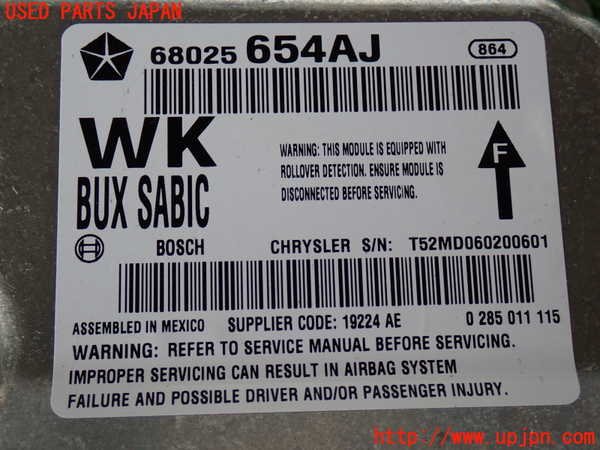 USED PARTS JAPAN
68025 654AJ
864
WK
BUX SABIC
WARNING: THIS MODULE IS EQUIPPED WITH
ROLLOVER DETECTION. ENSURE MODULE IS
DISCONNECTED BEFORE SERVICING.
F
BOSCH
CHRYSLER S/N: T52MD060200601
ASSEMBLED IN MEXICO SUPPLIER CODE: 19224 AE 0 285 011 115
WARNING: REFER TO SERVICE MANUAL BEFORE SERVICING.
IMPROPER SERVICING CAN RESULT IN AIRBAG SYSTEM
FAILURE AND POSSIBLE DRIVER AND/OR PASSENGER INJURY.
http://www.upjpn.com/